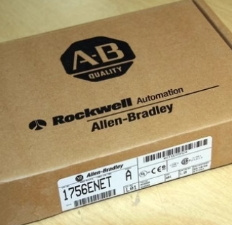 A-B
QUALITY
Rockwell Automation
Allen-Bradley
Allen-Bradley
1756ENET A